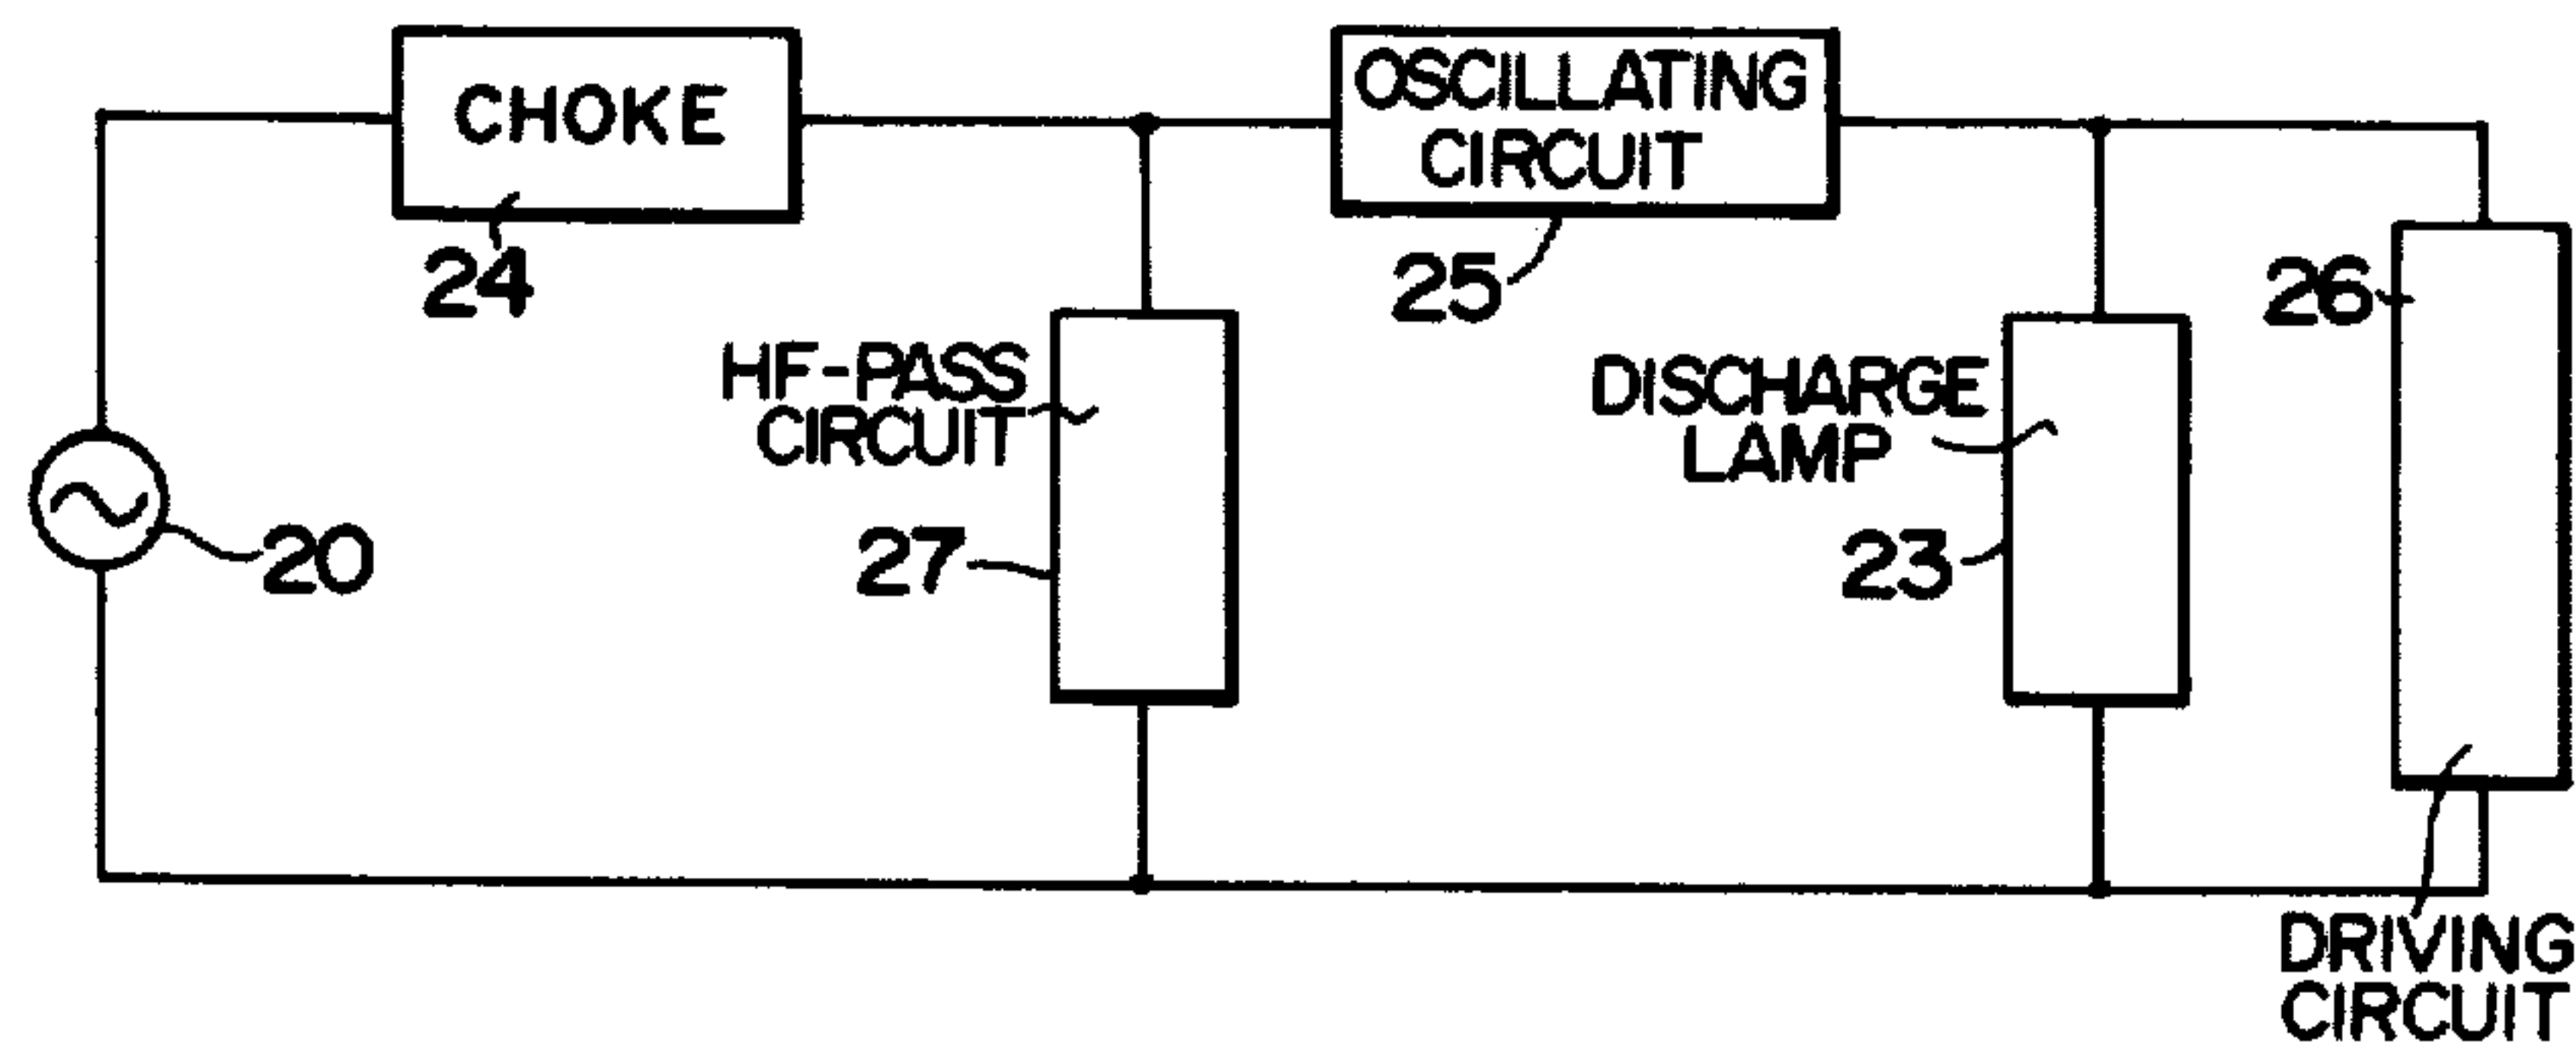 CHOKE
24
OSCILLATING
CIRCUIT
25
26
HF-PASS
CIRCUIT
27
DISCHARGE
LAMP
23
20
DRIVING
CIRCUIT